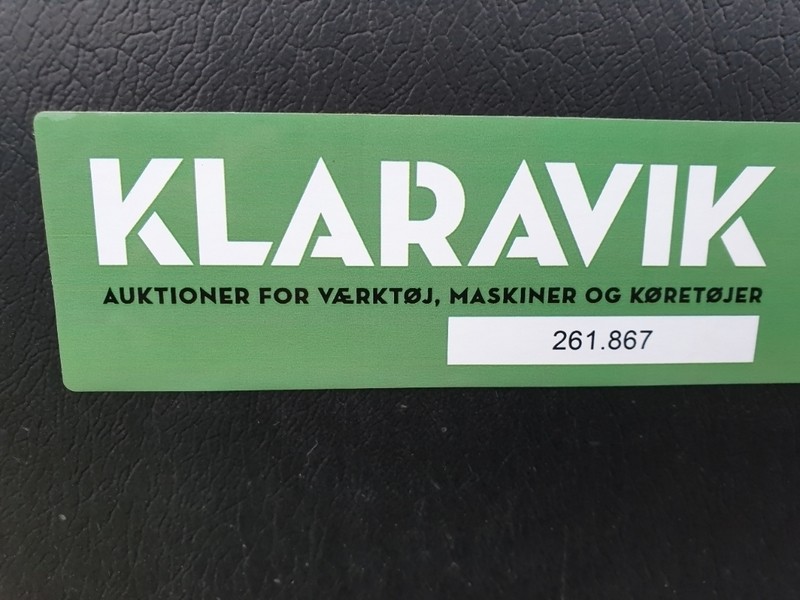 KLARAVIK
AUKTIONER FOR VÆRKTØJ, MASKINER OG KØRETØJER
261.867